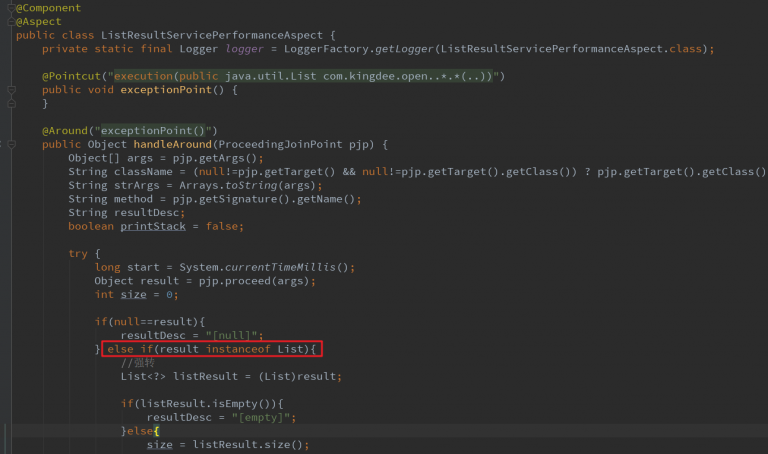 @Component
@Aspect
public class ListResultServicePerformanceAspect {
private static final Logger logger = LoggerFactory.getLogger(ListResultServicePerformanceAspect.class);
@Pointcut("execution(public java.util.List com.kingdee.open..*.*(..))")
public void exceptionPoint() {
}
@Around("exceptionPoint()")
public Object handleAround(ProceedingJoinPoint pjp) {
Object[] args = pjp.getArgs();
String className = (null!=pjp.getTarget() && null!=pjp.getTarget().getClass()) ? pjp.getTarget().getClass()
String strArgs = Arrays.toString(args);
String method = pjp.getSignature().getName();
String resultDesc;
boolean printStack = false;
try {
long start = System.currentTimeMillis();
Object result = pjp.proceed(args);
int size = 0;
if(null==result){
resultDesc = "[null]";
} else if(result instanceof List){
//强转
List<?> listResult = (List)result;
if(listResult.isEmpty()){
resultDesc = "[empty]";
}else{
size = listResult.size();